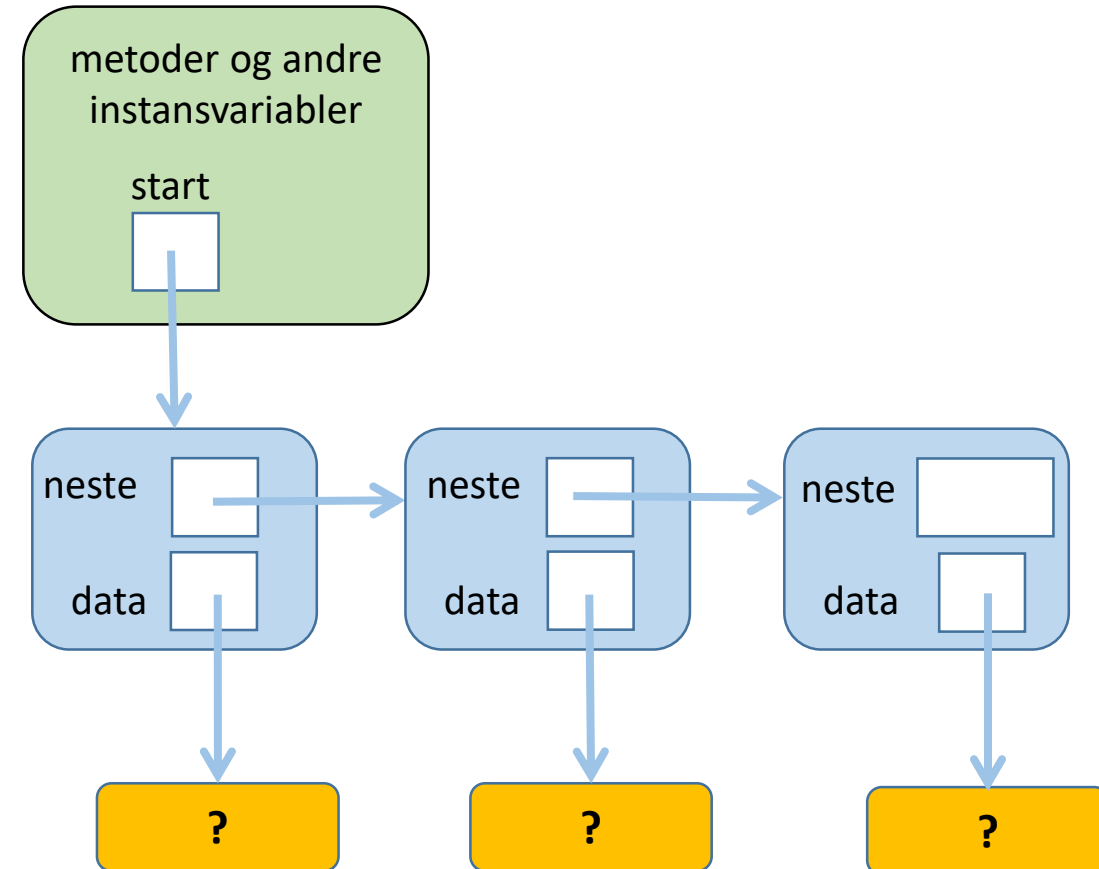 metoder og andre
instansvariabler
start
neste
neste
neste
data
data
data
?
?
?